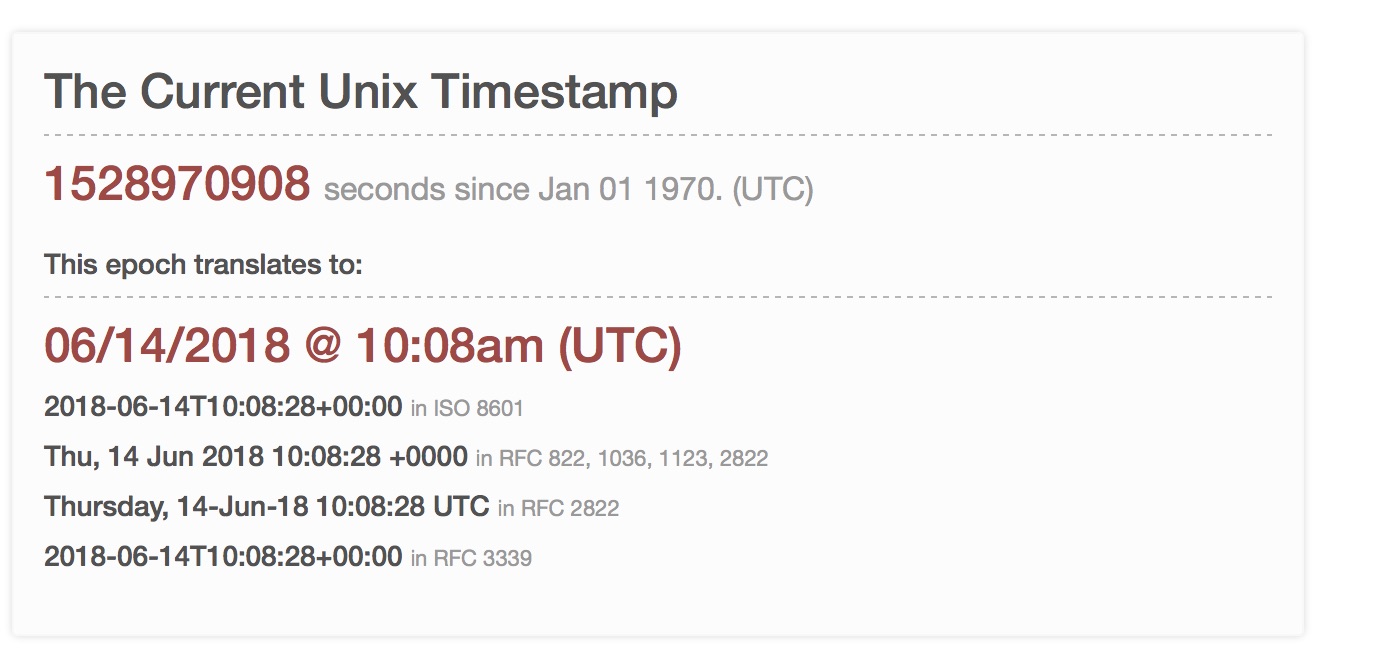 The Current Unix Timestamp
1528970908 seconds since Jan 01 1970. (UTC)
This epoch translates to:
06/14/2018 @ 10:08am (UTC)
2018-06-14T10:08:28+00:00 in ISO 8601
Thu, 14 Jun 2018 10:08:28 +0000 in RFC 822, 1036, 1123, 2822
Thursday, 14-Jun-18 10:08:28 UTC in RFC 2822
2018-06-14T10:08:28+00:00 in RFC 3339